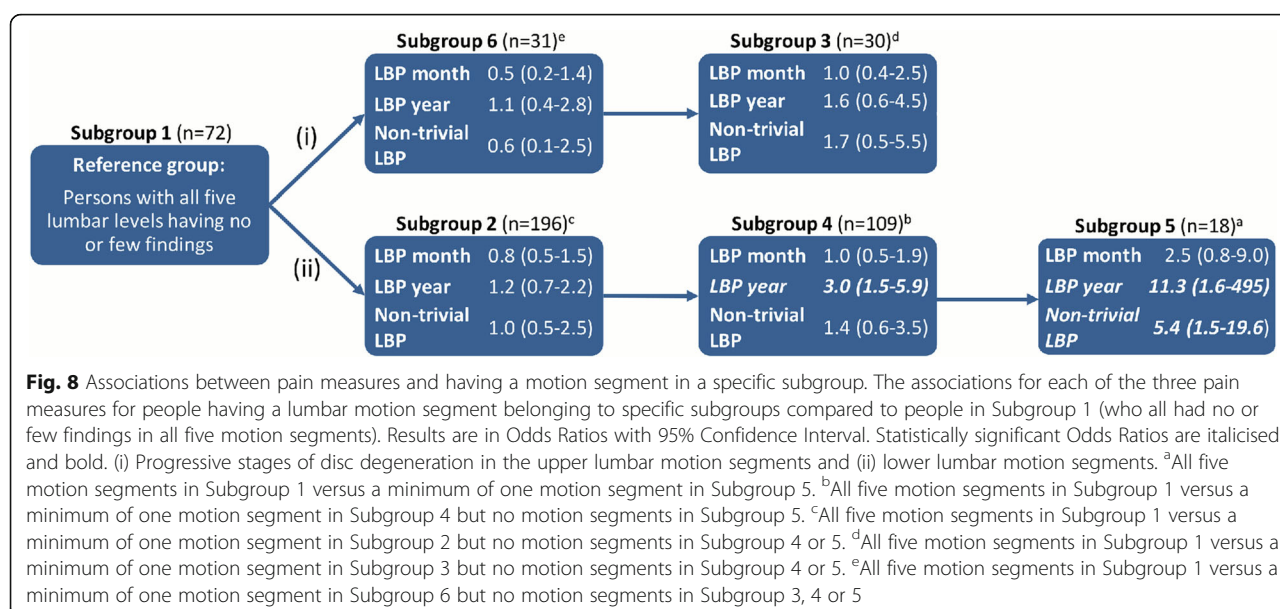 Subgroup 6 (n=31)e
LBP month 0.5 (0.2-1.4)
LBP year 1.1 (0.4-2.8)
Non-trivial LBP 0.6 (0.1-2.5)
Subgroup 3 (n=30)d
LBP month 1.0 (0.4-2.5)
LBP year 1.6 (0.6-4.5)
Non-trivial LBP 1.7 (0.5-5.5)
Subgroup 1 (n=72)
Reference group:
Persons with all five
lumbar levels having no
or few findings
(i)
(ii)
Subgroup 2 (n=196)c
LBP month 0.8 (0.5-1.5)
LBP year 1.2 (0.7-2.2)
Non-trivial LBP 1.0 (0.5-2.5)
Subgroup 4 (n=109)b
LBP month 1.0 (0.5-1.9)
LBP year 3.0 (1.5-5.9)
Non-trivial LBP 1.4 (0.6-3.5)
Subgroup 5 (n=18)a
LBP month 2.5 (0.8-9.0)
LBP year 11.3 (1.6-495)
Non-trivial LBP 5.4 (1.5-19.6)
Fig. 8 Associations between pain measures and having a motion segment in a specific subgroup. The associations for each of the three pain
measures for people having a lumbar motion segment belonging to specific subgroups compared to people in Subgroup 1 (who all had no or
few findings in all five motion segments). Results are in Odds Ratios with 95% Confidence Interval. Statistically significant Odds Ratios are italicised
and bold. (i) Progressive stages of disc degeneration in the upper lumbar motion segments and (ii) lower lumbar motion segments. aAll five
motion segments in Subgroup 1 versus a minimum of one motion segment in Subgroup 5. bAll five motion segments in Subgroup 1 versus a
minimum of one motion segment in Subgroup 4 but no motion segments in Subgroup 5. cAll five motion segments in Subgroup 1 versus a
minimum of one motion segment in Subgroup 2 but no motion segments in Subgroup 4 or 5. dAll five motion segments in Subgroup 1 versus a
minimum of one motion segment in Subgroup 3 but no motion segments in Subgroup 4 or 5. eAll five motion segments in Subgroup 1 versus a
minimum of one motion segment in Subgroup 6 but no motion segments in Subgroup 3, 4 or 5